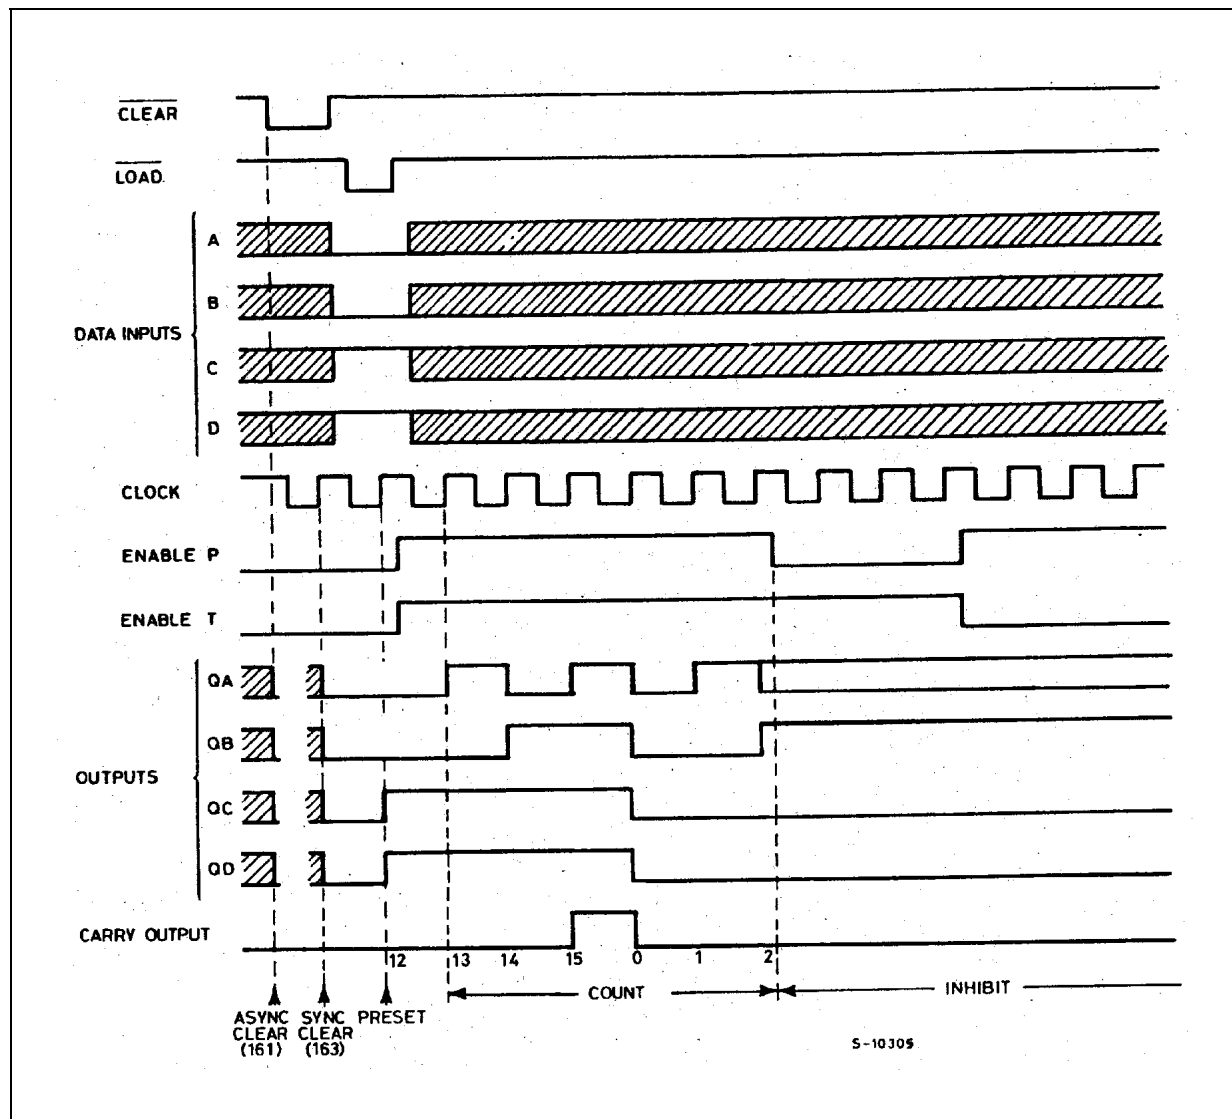 CLEAR
LOAD
A
B
DATA INPUTS
C
D
CLOCK
ENABLE P
ENABLE T
QA
QB
OUTPUTS
QC
QD
CARRY OUTPUT
12 13 14 15 0 1 2
COUNT INHIBIT
ASYNC CLEAR (161)
SYNC CLEAR (163)
PRESET
S-10305